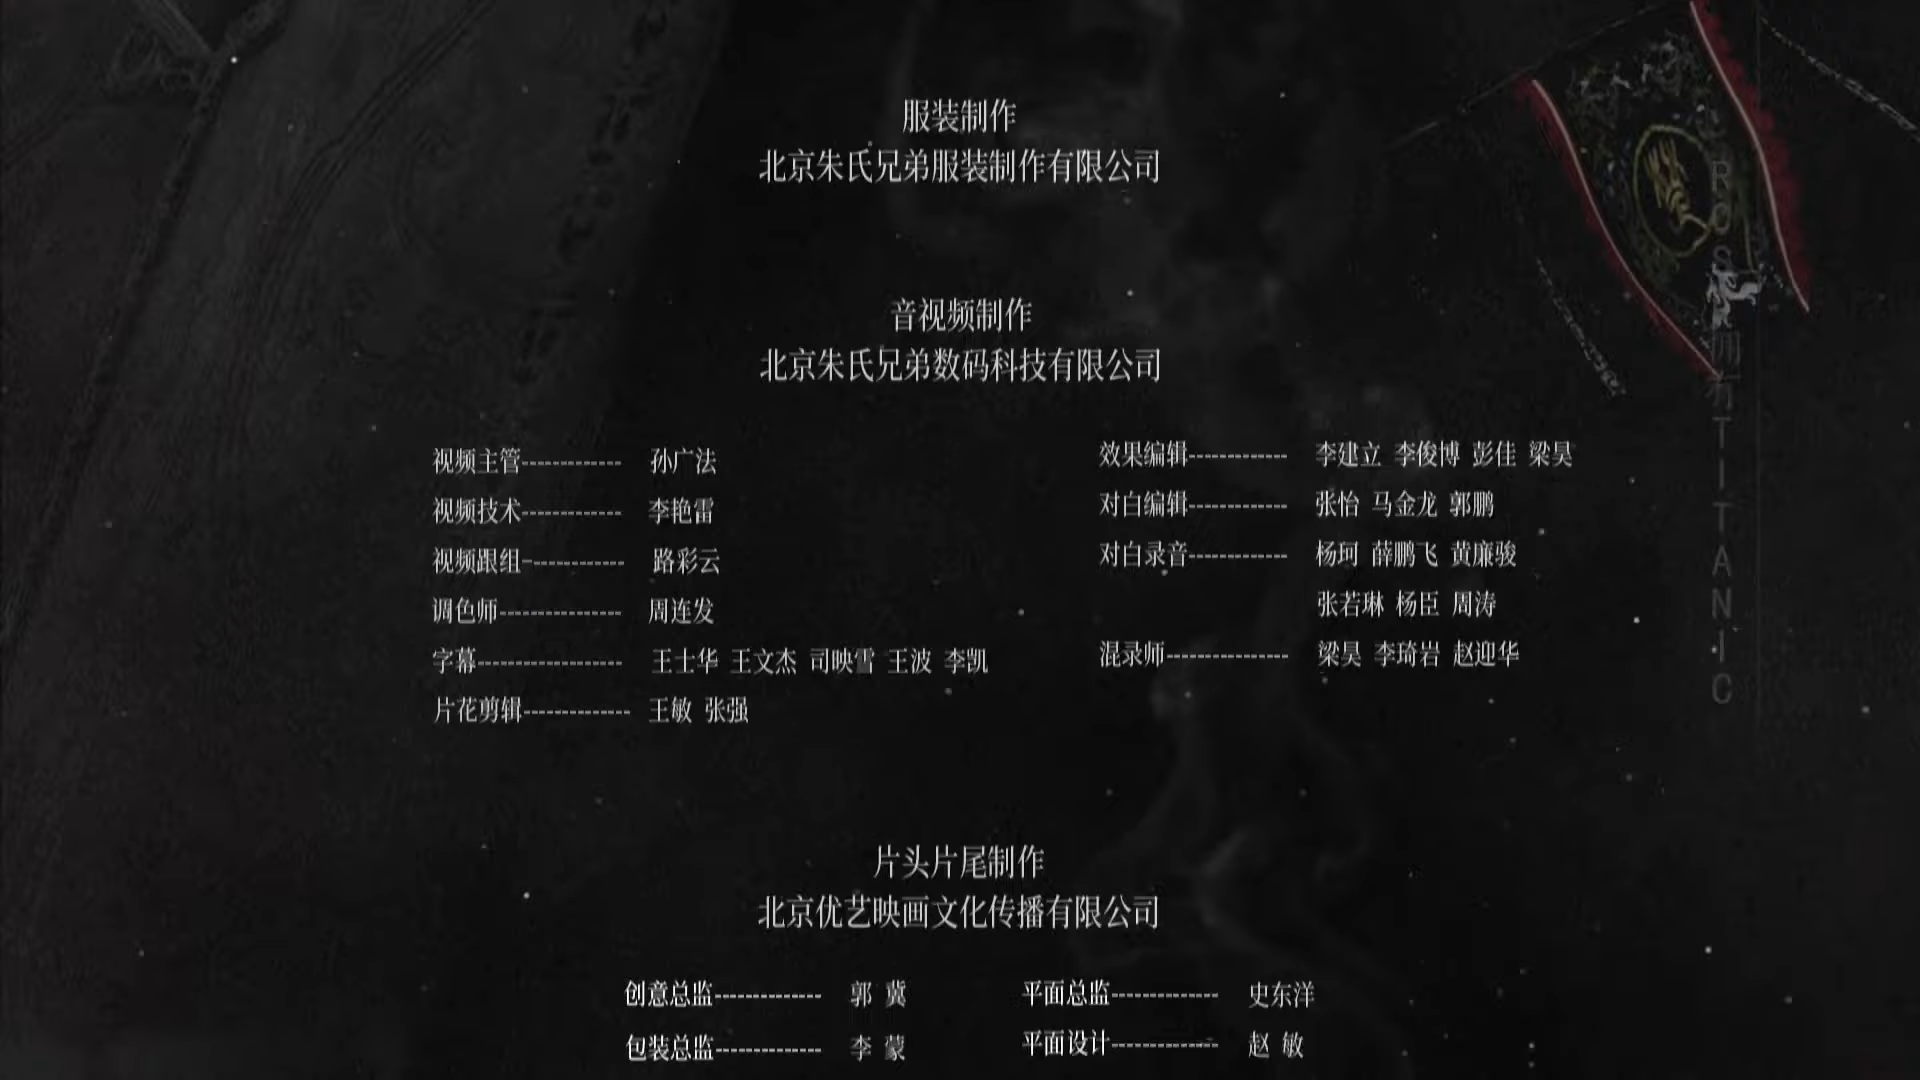 服装制作
北京朱氏兄弟服装制作有限公司
音视频制作
北京朱氏兄弟数码科技有限公司
视频主管------------- 孙广法
视频技术------------- 李艳雷
视频跟组------------- 路彩云
调色师---------------- 周连发
字幕------------------- 王士华 王文杰 司映雪 王波 李凯
片花剪辑-------------- 王敏 张强
效果编辑------------- 李建立 李俊博 彭佳 梁昊
对白编辑------------- 张怡 马金龙 郭鹏
对白录音------------- 杨珂 薛鹏飞 黄廉骏
张若琳 杨臣 周涛
混录师---------------- 梁昊 李琦岩 赵迎华
片头片尾制作
北京优艺映画文化传播有限公司
创意总监-------------- 郭 冀
包装总监-------------- 李 蒙
平面总监-------------- 史东洋
平面设计-------------- 赵 敏
TITANIC